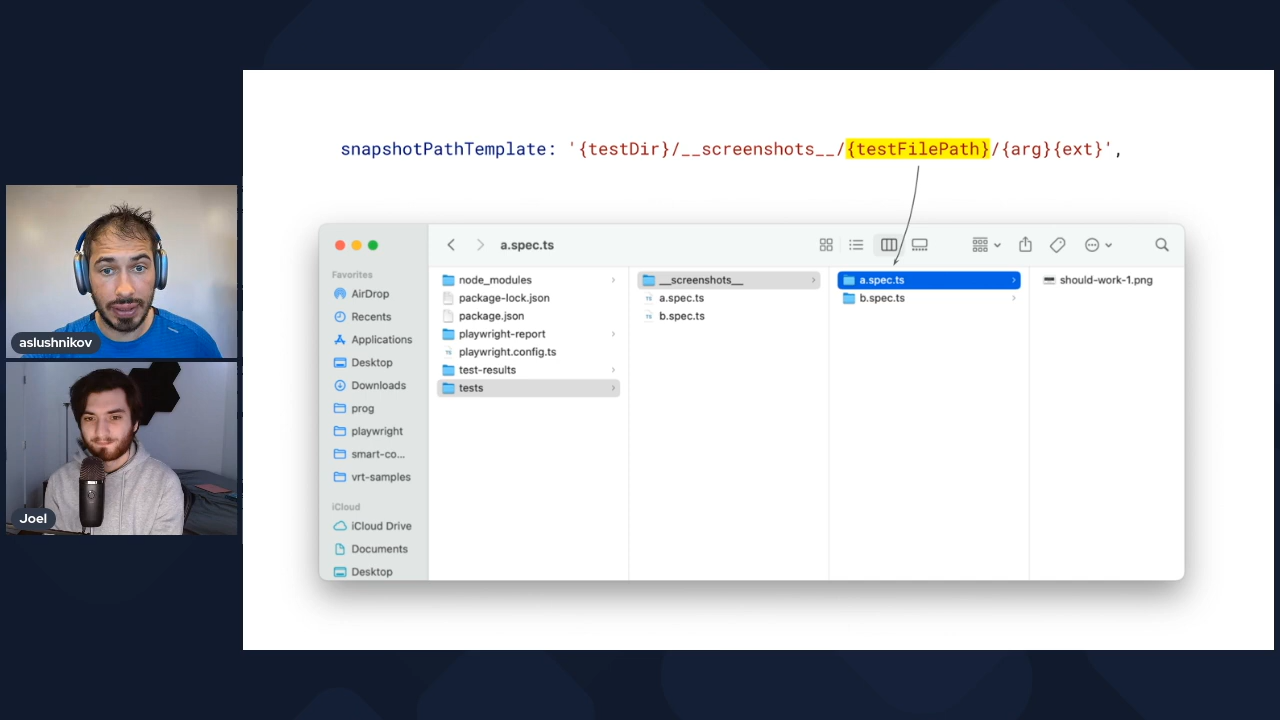 snapshotPathTemplate: '{testDir}/__screenshots__/{testFilePath}/{arg}{ext}',
a.spec.ts
Favorites
AirDrop
Recents
Applications
Desktop
Downloads
prog
playwright
smart-co...
vrt-samples
iCloud
iCloud Drive
Documents
Desktop
node_modules
package-lock.json
package.json
playwright-report
playwright.config.ts
test-results
tests
__screenshots__
a.spec.ts
b.spec.ts
a.spec.ts
b.spec.ts
should-work-1.png
aslushnikov
Joel